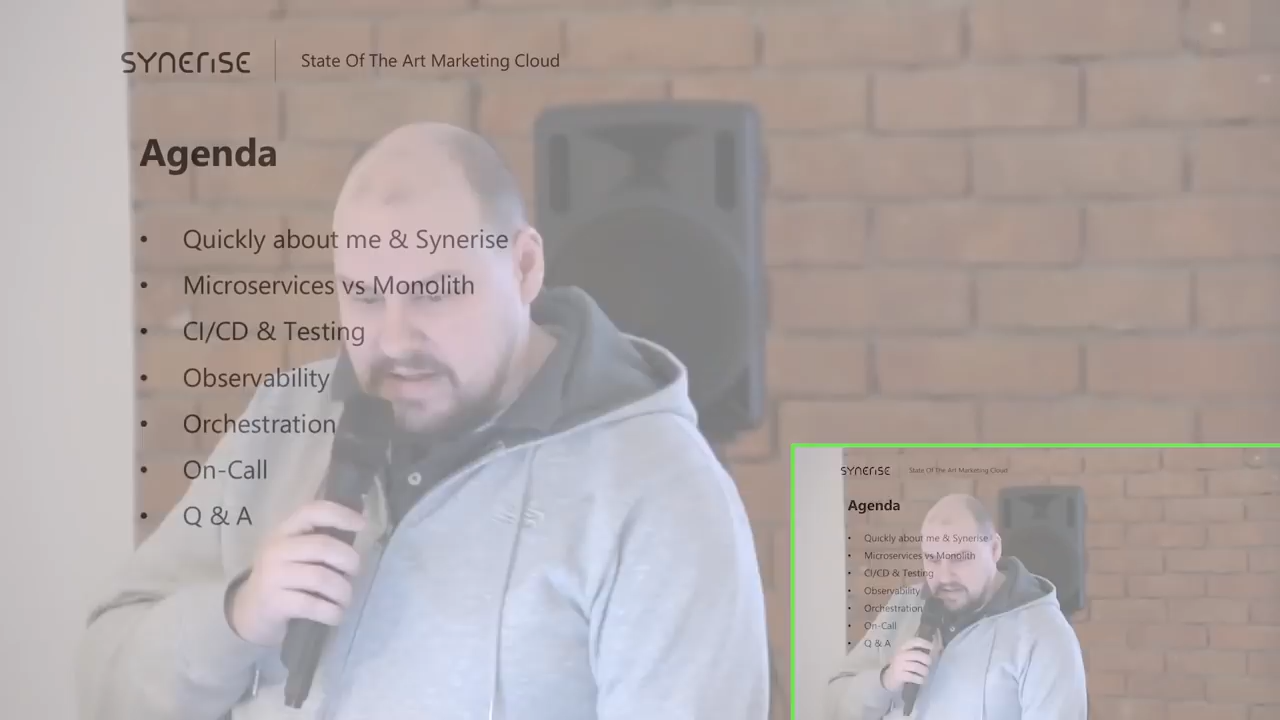 SYNERISE State Of The Art Marketing Cloud
Agenda
• Quickly about me & Synerise
• Microservices vs Monolith
• CI/CD & Testing
• Observability
• Orchestration
• On-Call
• Q & A
SYNERISE State Of The Art Marketing Cloud
Agenda
• Quickly about me & Synerise
• Microservices vs Monolith
• CI/CD & Testing
• Observability
• Orchestration
• On-Call
• Q & A